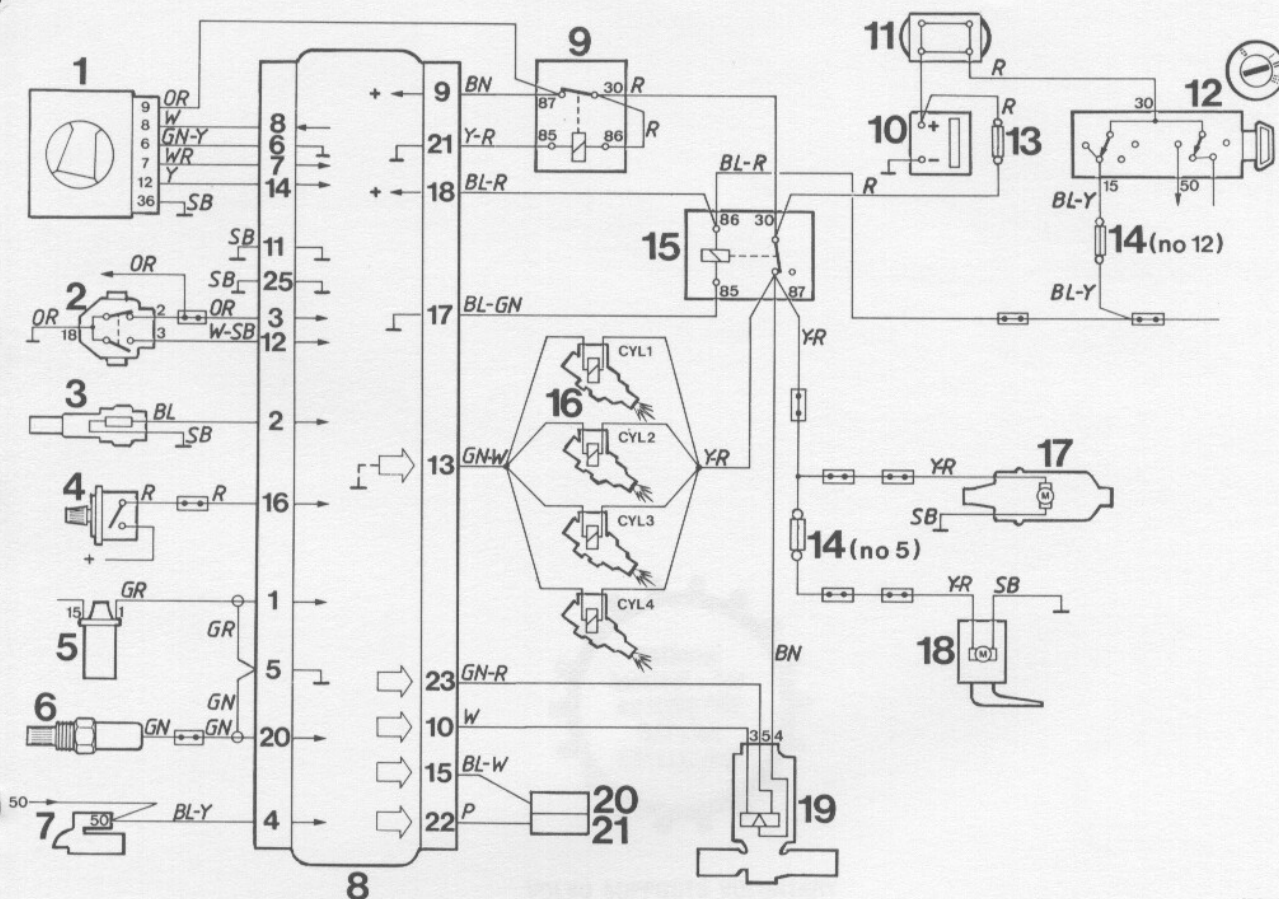 1
9 OR
8 W
6 GN-Y
7 WR
12 Y
36 SB
8
6
7
14
SB 11
OR
SB 25
2
OR 18
2 OR 3
3 W-SB 12
3
BL 2
SB
4
R R 16
+
15 1 GR 1
5
GR
5
GN
6
GN GN 20
50
7
50 BL-Y 4
8
+ 9 BN
21 Y-R
+ 18 BL-R
17 BL-GN
13 GN-W
23 GN-R
10 W
15 BL-W
22 P
9
87 30 R
R
85 86
BL-R
R
15
86 30
85 87
Y-R
16
CYL1
CYL2
CYL3
CYL4
Y-R
BN
11
R
10
+
−
R
13
12
30
15 50
BL-Y
14 (no 12)
BL-Y
17
Y-R
M
SB
14 (no 5)
Y-R SB
18
M
3 5 4
19
20
21